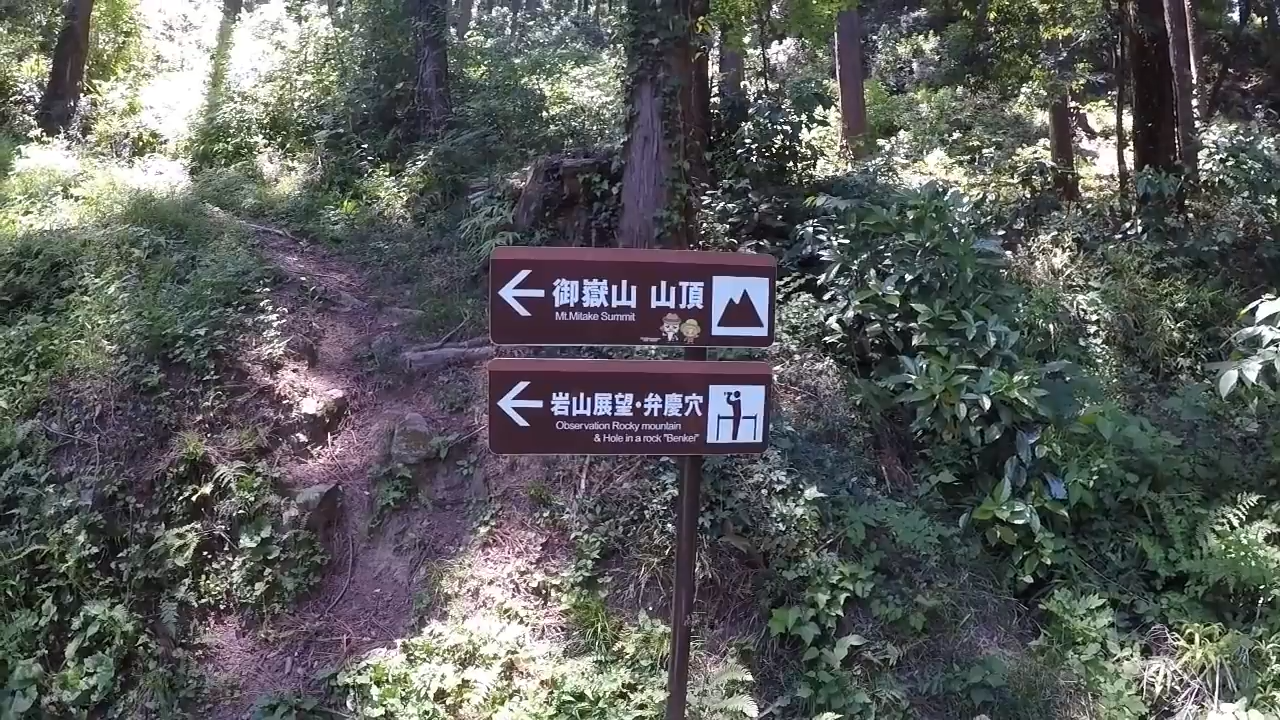 御嶽山 山頂
Mt.Mitake Summit
岩山展望・弁慶穴
Observation Rocky mountain
& Hole in a rock "Benkei"